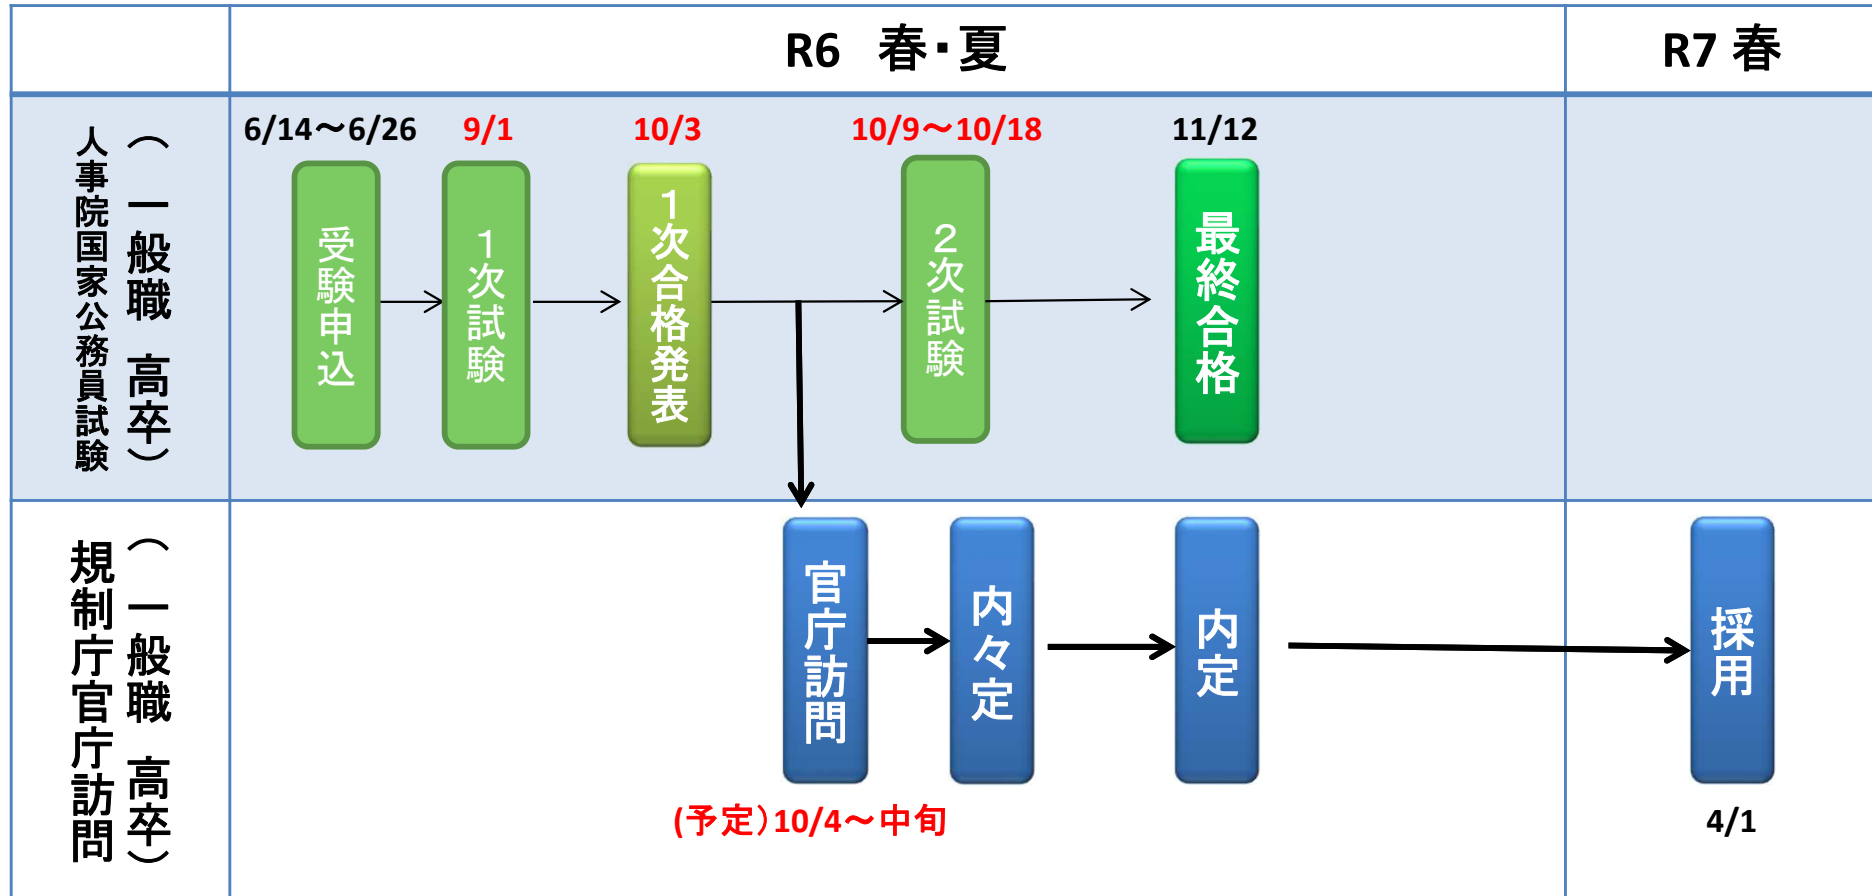 R6 春・夏
R7 春
人事院国家公務員試験
（一般職 高卒）
6/14～6/26
9/1
10/3
10/9～10/18
11/12
受験申込
１次試験
１次合格発表
２次試験
最終合格
規制庁官庁訪問
（一般職 高卒）
官庁訪問
内々定
内定
採用
(予定)10/4～中旬
4/1